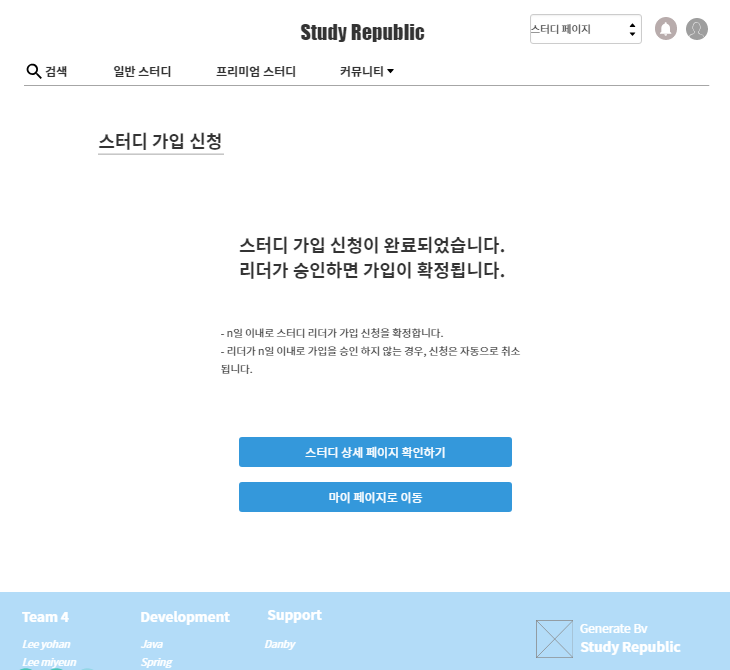 Study Republic
스터디 페이지
검색
일반 스터디
프리미엄 스터디
커뮤니티
스터디 가입 신청
스터디 가입 신청이 완료되었습니다.
리더가 승인하면 가입이 확정됩니다.
- n일 이내로 스터디 리더가 가입 신청을 확정합니다.
- 리더가 n일 이내로 가입을 승인 하지 않는 경우, 신청은 자동으로 취소
됩니다.
스터디 상세 페이지 확인하기
마이 페이지로 이동
Team 4
Development
Support
Lee yohan
Java
Danby
Lee miyeun
Spring
Generate By
Study Republic